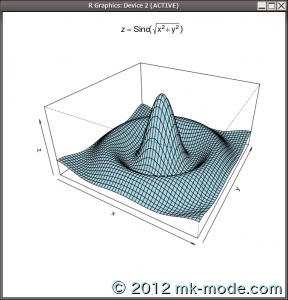 R Graphics: Device 2 (ACTIVE)
z = Sinc(√x²+y²)
z
y
x
© 2012 mk-mode.com